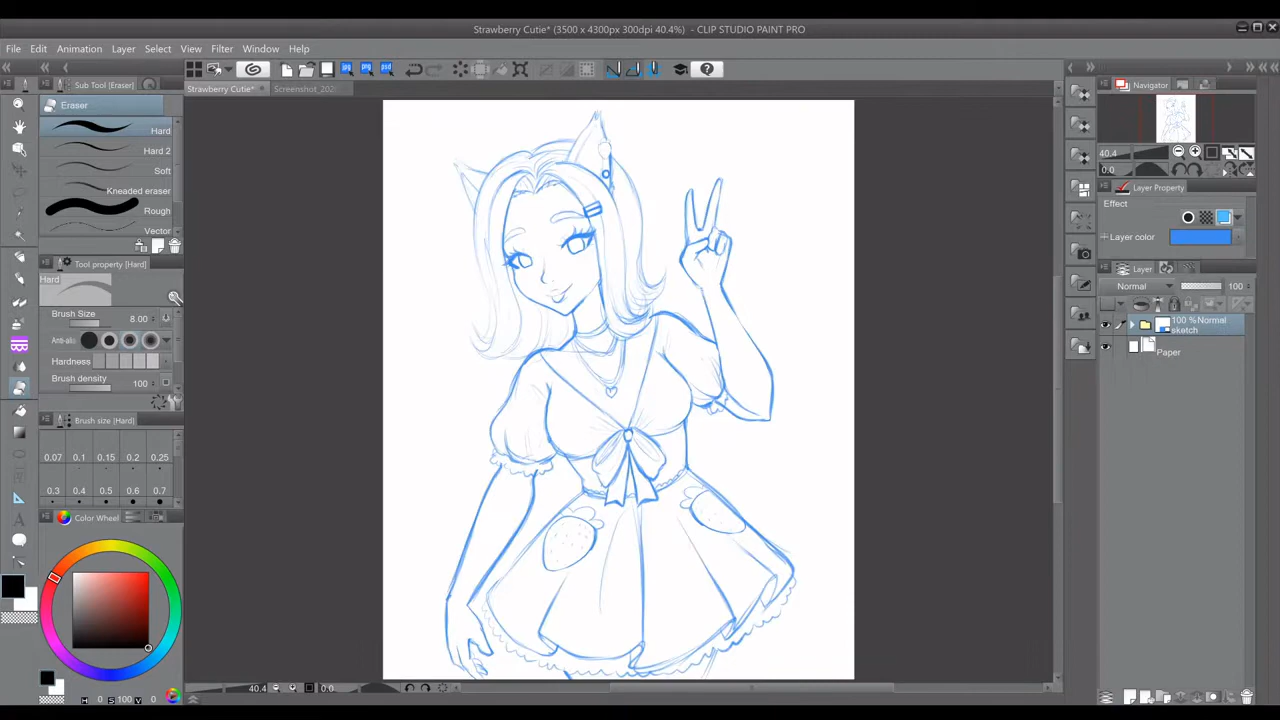 Strawberry Cutie* (3500 x 4300px 300dpi 40.4%) - CLIP STUDIO PAINT PRO
File Edit Animation Layer Select View Filter Window Help
Sub Tool [Eraser]
Strawberry Cutie*
Navigator
Eraser
Hard
Hard 2
Soft
Kneaded eraser
Rough
Vector
40.4
0.0
Layer Property
Effect
Layer color
Tool property [Hard]
Hard
Brush Size 8.00
Hardness
Brush density 100
Layer
Normal 100
100 % Normal
sketch
Paper
Brush size [Hard]
0.07 0.1 0.15 0.2 0.25
0.3 0.4 0.5 0.6 0.7
Color Wheel
40.4 0.0
H 0 S 100 V 0